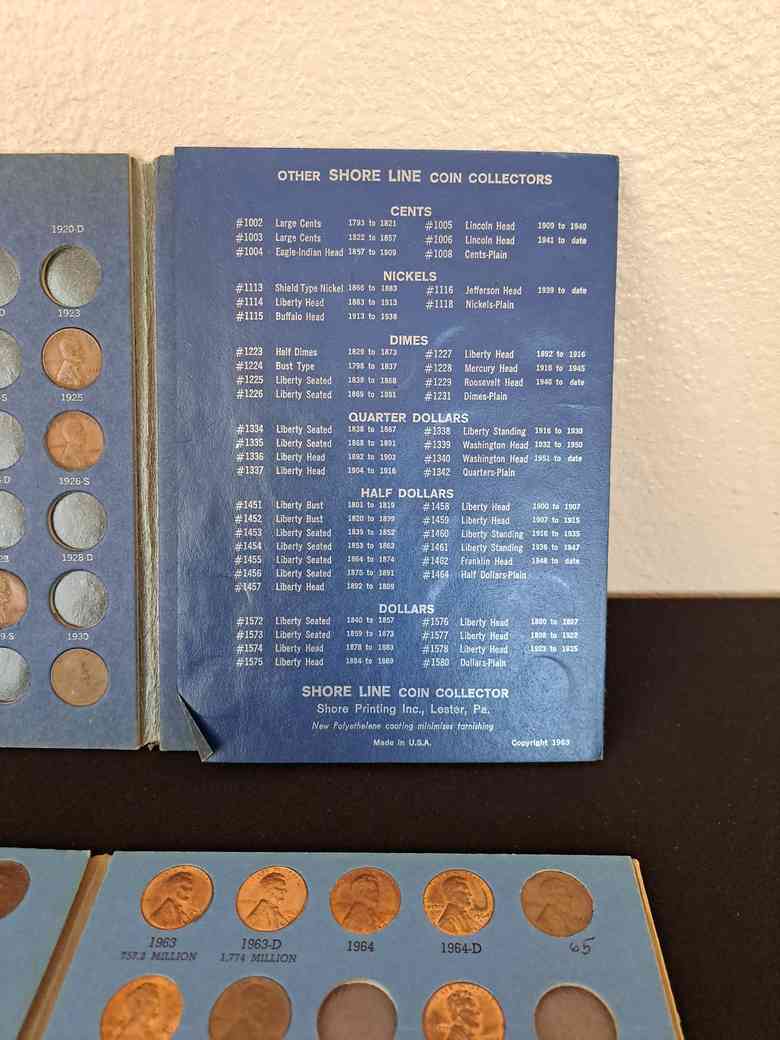 1920-D
1923
1925
1926-S
1928-D
1930
OTHER SHORE LINE COIN COLLECTORS
CENTS
#1002 Large Cents 1793 to 1821 #1005 Lincoln Head 1909 to 1940
#1003 Large Cents 1822 to 1857 #1006 Lincoln Head 1941 to date
#1004 Eagle-Indian Head 1857 to 1909 #1008 Cents-Plain
NICKELS
#1113 Shield Type Nickel 1866 to 1883 #1116 Jefferson Head 1939 to date
#1114 Liberty Head 1883 to 1913 #1118 Nickels-Plain
#1115 Buffalo Head 1913 to 1938
DIMES
#1223 Half Dimes 1829 to 1873 #1227 Liberty Head 1892 to 1916
#1224 Bust Type 1798 to 1837 #1228 Mercury Head 1916 to 1945
#1225 Liberty Seated 1838 to #1229 Roosevelt Head 1946 to date
#1226 Liberty Seated to 1891 #1231 Dimes-Plain
QUARTER DOLLARS
#1334 Liberty Seated 1838 to 1867 #1338 Liberty Standing 1916 to 1930
#1335 Liberty Seated 1868 to 1891 #1339 Washington Head 1932 to 1950
#1336 Liberty Head 1892 to 1903 #1340 Washington Head 1951 to date
#1337 Liberty Head 1904 to 1916 #1342 Quarters-Plain
HALF DOLLARS
#1451 Liberty Bust 1801 to 1819 #1458 Liberty Head 1900 to 1907
#1452 Liberty Bust 1820 to 1839 #1459 Liberty Head 1907 to 1915
#1453 Liberty Seated 1839 to 1852 #1460 Liberty Standing 1916 to 1935
#1454 Liberty Seated 1853 to 1863 #1461 Liberty Standing 1936 to 1947
#1455 Liberty Seated 1864 to 1874 #1462 Franklin Head 1948 to date
#1456 Liberty Seated 1875 to 1891 #1464 Half Dollars-Plain
#1457 Liberty Head 1892 to 1899
DOLLARS
#1572 Liberty Seated 1840 to 1857 #1576 Liberty Head 1890 to 1897
#1573 Liberty Seated 1859 to 1873 #1577 Liberty Head 1898 to 1922
#1574 Liberty Head 1878 to 1883 #1578 Liberty Head 1923 to 1935
#1575 Liberty Head 1884 to 1889 #1580 Dollars-Plain
SHORE LINE COIN COLLECTOR
Shore Printing Inc., Lester, Pa.
New Polyethelene coating minimizes tarnishing
Made in U.S.A. Copyright 1963
1963 1963-D 1964 1964-D 65
757.2 MILLION 1,774 MILLION